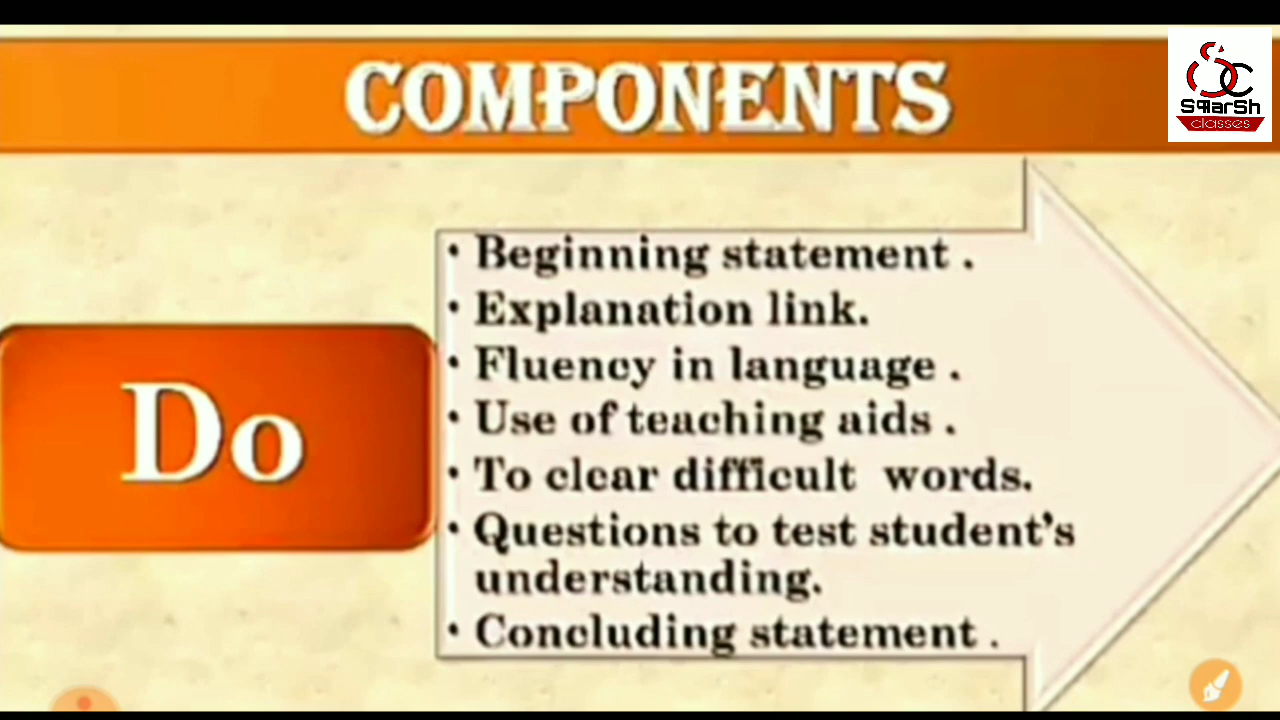 COMPONENTS
SparSh
classes
Do
• Beginning statement .
• Explanation link.
• Fluency in language .
• Use of teaching aids .
• To clear difficult words.
• Questions to test student’s
understanding.
• Concluding statement .